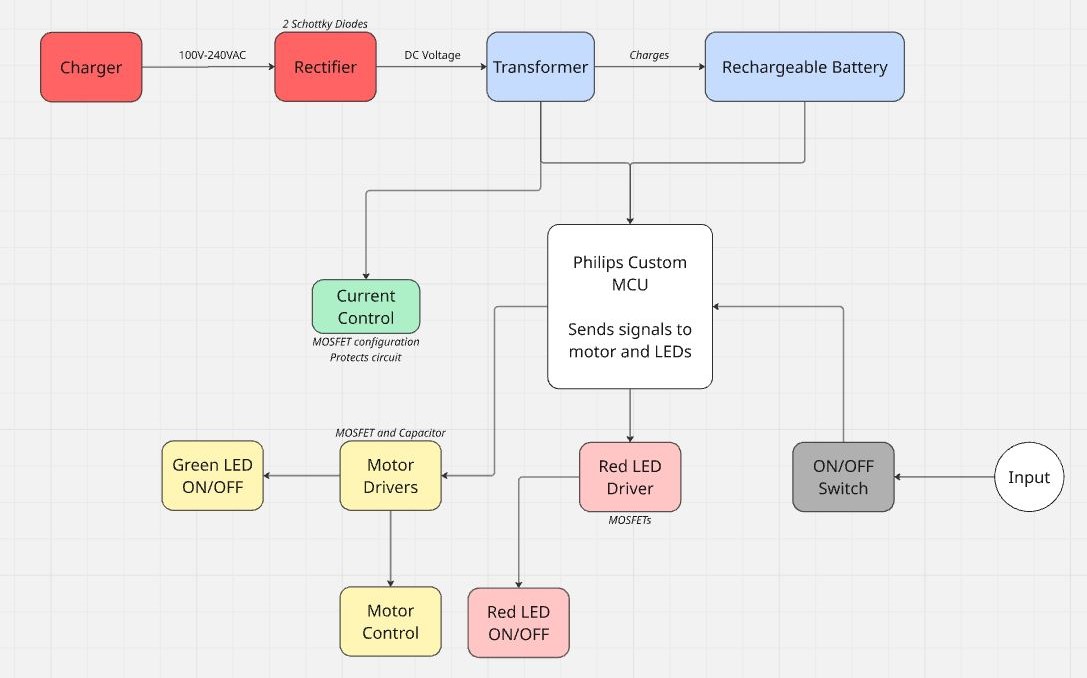 2 Schottky Diodes
Charger
100V-240VAC
Rectifier
DC Voltage
Transformer
Charges
Rechargeable Battery
Philips Custom
MCU
Sends signals to
motor and LEDs
Current
Control
MOSFET configuration
Protects circuit
MOSFET and Capacitor
Green LED
ON/OFF
Motor
Drivers
Red LED
Driver
MOSFETs
ON/OFF
Switch
Input
Motor
Control
Red LED
ON/OFF